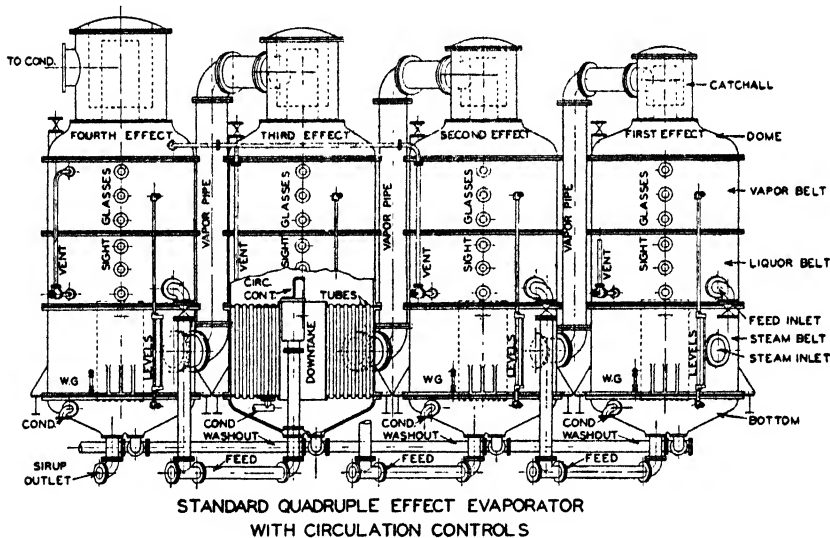 TO COND.
CATCHALL
FOURTH EFFECT
THIRD EFFECT
SECOND EFFECT
FIRST EFFECT
DOME
SIGHT GLASSES
VAPOR PIPE
SIGHT GLASSES
VAPOR PIPE
SIGHT GLASSES
VAPOR PIPE
SIGHT GLASSES
VAPOR BELT
VENT
VENT
VENT
VENT
LIQUOR BELT
CIRC.
CONT.
TUBES
FEED INLET
LEVELS
DOWNTAKE
LEVELS
LEVELS
STEAM BELT
STEAM INLET
W.G
W G
W G
COND.
COND
COND.
COND.
BOTTOM
WASHOUT
WASHOUT
WASHOUT
SIRUP
OUTLET
FEED
FEED
FEED
STANDARD QUADRUPLE EFFECT EVAPORATOR
WITH CIRCULATION CONTROLS